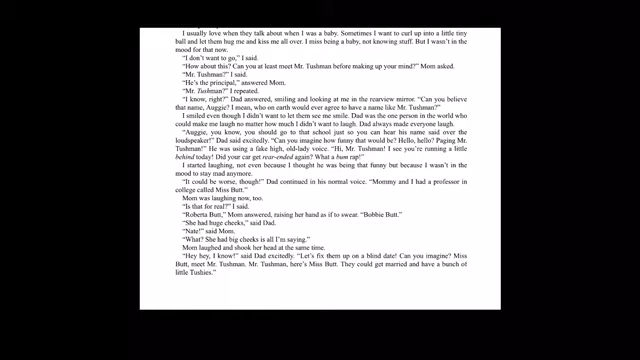 I usually love when they talk about when I was a baby. Sometimes I want to curl up into a little tiny
ball and let them hug me and kiss me all over. I miss being a baby, not knowing stuff. But I wasn't in the
mood for that now.
“I don't want to go,” I said.
“How about this? Can you at least meet Mr. Tushman before making up your mind?” Mom asked.
“Mr. Tushman?” I said.
“He's the principal,” answered Mom.
“Mr. Tushman?” I repeated.
“I know, right?” Dad answered, smiling and looking at me in the rearview mirror. “Can you believe
that name, Auggie? I mean, who on earth would ever agree to have a name like Mr. Tushman?”
I smiled even though I didn't want to let them see me smile. Dad was the one person in the world who
could make me laugh no matter how much I didn't want to laugh. Dad always made everyone laugh.
“Auggie, you know, you should go to that school just so you can hear his name said over the
loudspeaker!” Dad said excitedly. “Can you imagine how funny that would be? Hello, hello? Paging Mr.
Tushman!” He was using a fake high, old-lady voice. “Hi, Mr. Tushman! I see you're running a little
behind today! Did your car get rear-ended again? What a bum rap!”
I started laughing, not even because I thought he was being that funny but because I wasn't in the
mood to stay mad anymore.
“It could be worse, though!” Dad continued in his normal voice. “Mommy and I had a professor in
college called Miss Butt.”
Mom was laughing now, too.
“Is that for real?” I said.
“Roberta Butt,” Mom answered, raising her hand as if to swear. “Bobbie Butt.”
“She had huge cheeks,” said Dad.
“Nate!” said Mom.
“What? She had big cheeks is all I'm saying.”
Mom laughed and shook her head at the same time.
“Hey hey, I know!” said Dad excitedly. “Let's fix them up on a blind date! Can you imagine? Miss
Butt, meet Mr. Tushman. Mr. Tushman, here's Miss Butt. They could get married and have a bunch of
little Tushies.”